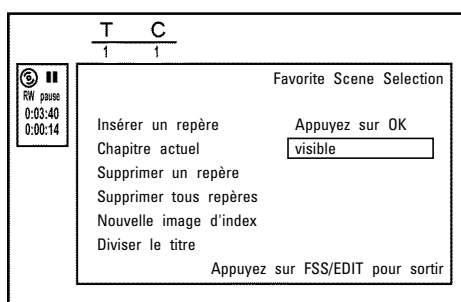 T C
1 1
RW pause
0:03:40
0:00:14
Favorite Scene Selection
Insérer un repère Appuyez sur OK
Chapitre actuel visible
Supprimer un repère
Supprimer tous repères
Nouvelle image d'index
Diviser le titre
Appuyez sur FSS/EDIT pour sortir